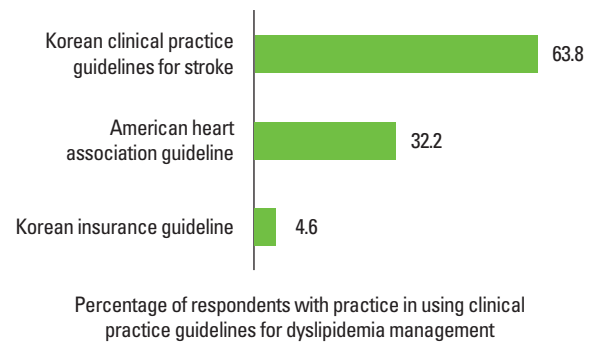 Korean clinical practice
guidelines for stroke
63.8
American heart
association guideline
32.2
Korean insurance guideline
4.6
Percentage of respondents with practice in using clinical
practice guidelines for dyslipidemia management